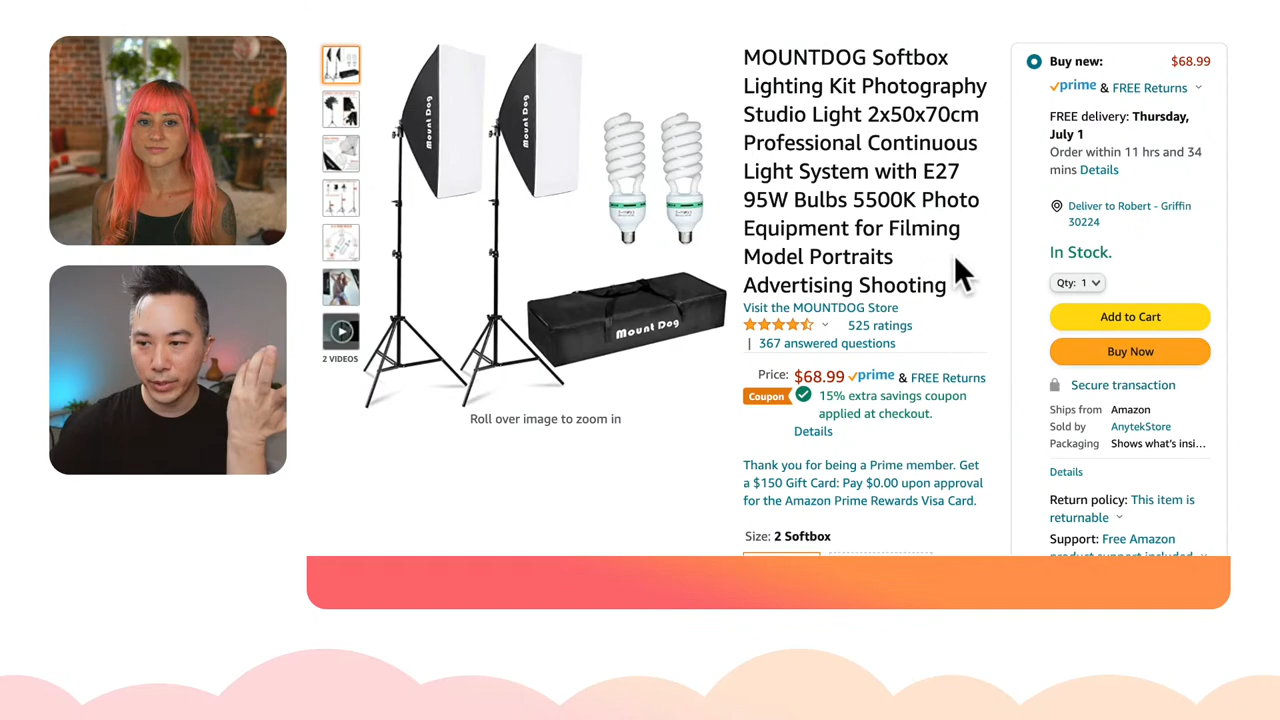 Mount Dog
Mount Dog
Mount Dog
2 VIDEOS
Roll over image to zoom in
MOUNTDOG Softbox
Lighting Kit Photography
Studio Light 2x50x70cm
Professional Continuous
Light System with E27
95W Bulbs 5500K Photo
Equipment for Filming
Model Portraits
Advertising Shooting
Visit the MOUNTDOG Store
525 ratings
| 367 answered questions
Price: $68.99 prime & FREE Returns
Coupon 15% extra savings coupon
applied at checkout.
Details
Thank you for being a Prime member. Get
a $150 Gift Card: Pay $0.00 upon approval
for the Amazon Prime Rewards Visa Card.
Size: 2 Softbox
Buy new: $68.99
prime & FREE Returns
FREE delivery: Thursday,
July 1
Order within 11 hrs and 34
mins Details
Deliver to Robert - Griffin
30224
In Stock.
Qty: 1
Add to Cart
Buy Now
Secure transaction
Ships from Amazon
Sold by AnytekStore
Packaging Shows what's insi...
Details
Return policy: This item is
returnable
Support: Free Amazon
product support included